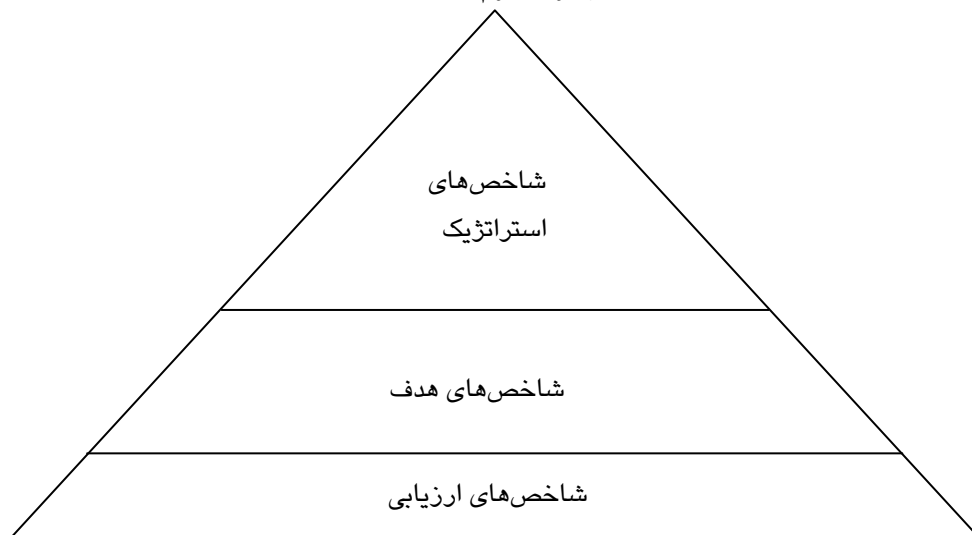 شاخص‌های
استراتژیک
شاخص‌های هدف
شاخص‌های ارزیابی